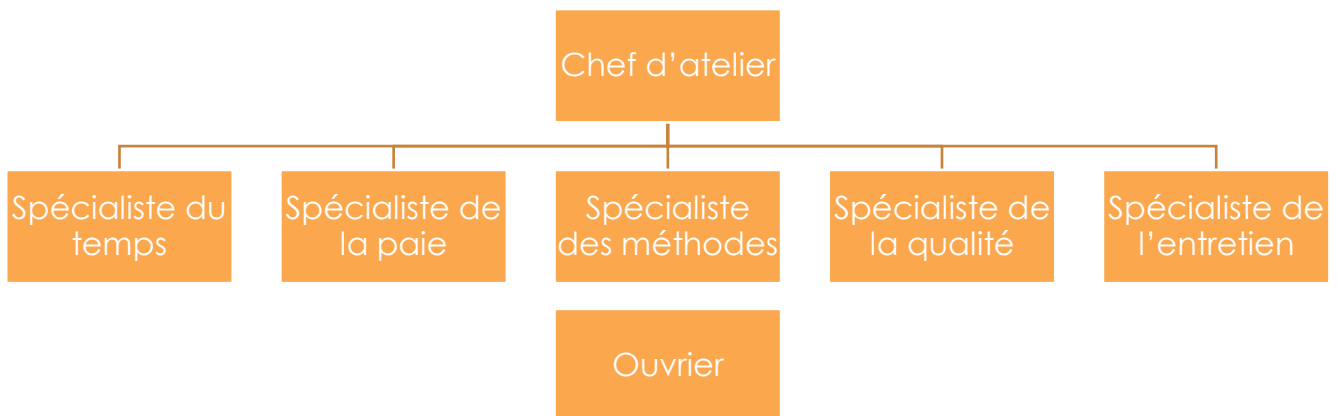 Chef d’atelier
Spécialiste du
temps
Spécialiste de
la paie
Spécialiste
des méthodes
Spécialiste de
la qualité
Spécialiste de
l’entretien
Ouvrier